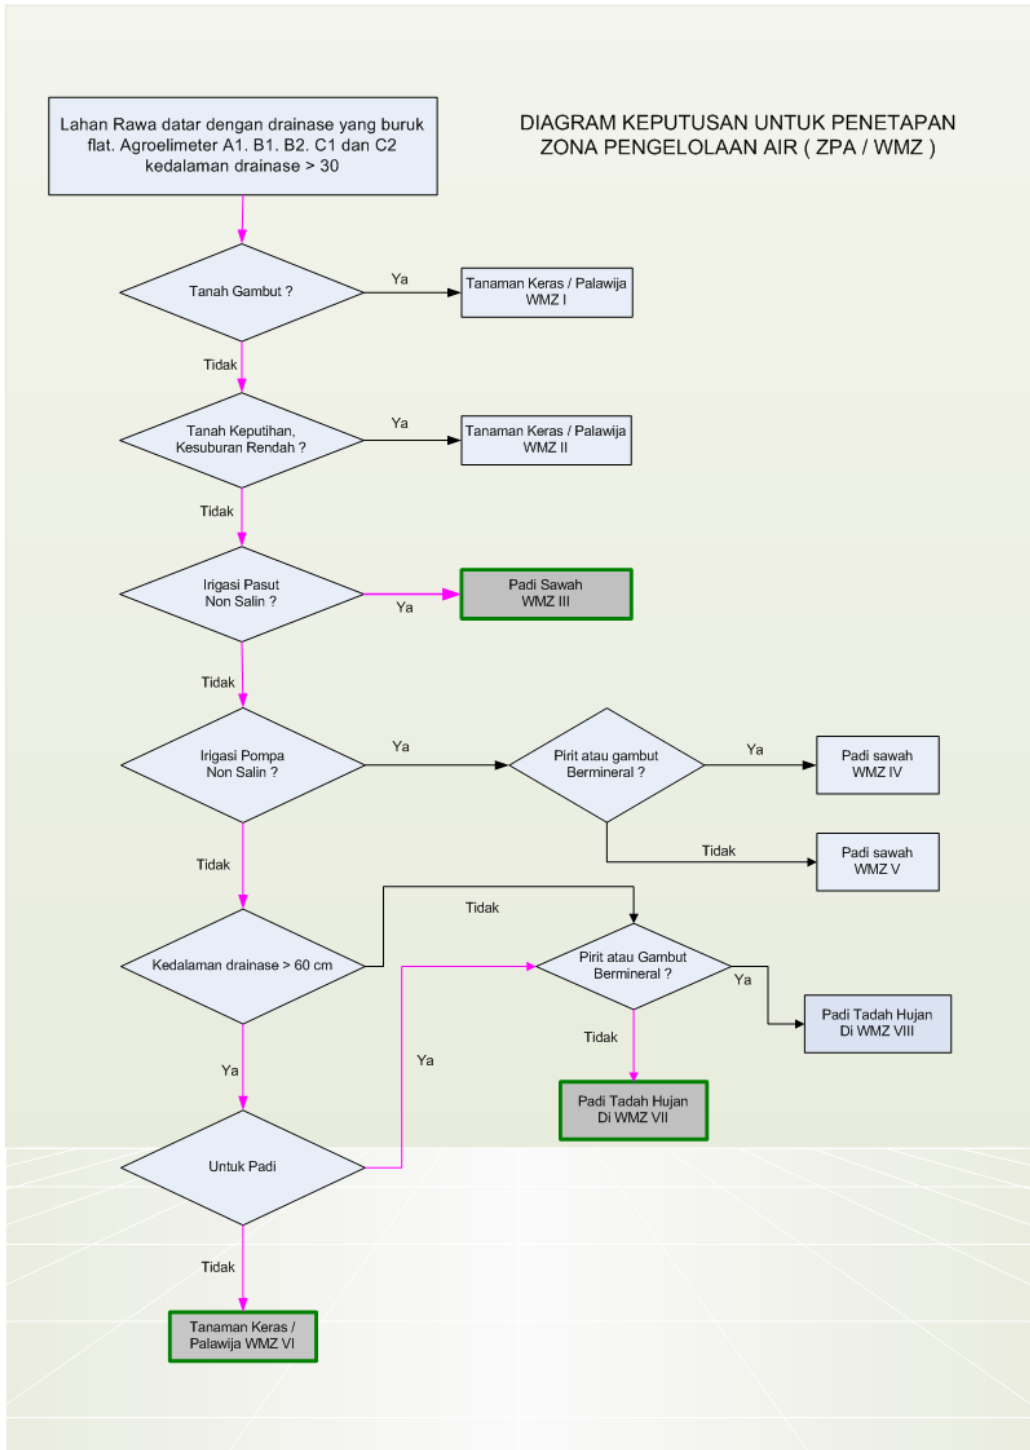 DIAGRAM KEPUTUSAN UNTUK PENETAPAN
ZONA PENGELOLAAN AIR ( ZPA / WMZ )
Lahan Rawa datar dengan drainase yang buruk
flat. Agroelimeter A1. B1. B2. C1 dan C2
kedalaman drainase > 30
Tanah Gambut ?
Ya
Tanaman Keras / Palawija
WMZ I
Tidak
Tanah Keputihan,
Kesuburan Rendah ?
Ya
Tanaman Keras / Palawija
WMZ II
Tidak
Irigasi Pasut
Non Salin ?
Ya
Padi Sawah
WMZ III
Tidak
Irigasi Pompa
Non Salin ?
Ya
Pirit atau gambut
Bermineral ?
Ya
Padi sawah
WMZ IV
Tidak
Padi sawah
WMZ V
Tidak
Kedalaman drainase > 60 cm
Tidak
Pirit atau Gambut
Bermineral ?
Ya
Padi Tadah Hujan
Di WMZ VIII
Tidak
Padi Tadah Hujan
Di WMZ VII
Ya
Untuk Padi
Ya
Tidak
Tanaman Keras /
Palawija WMZ VI